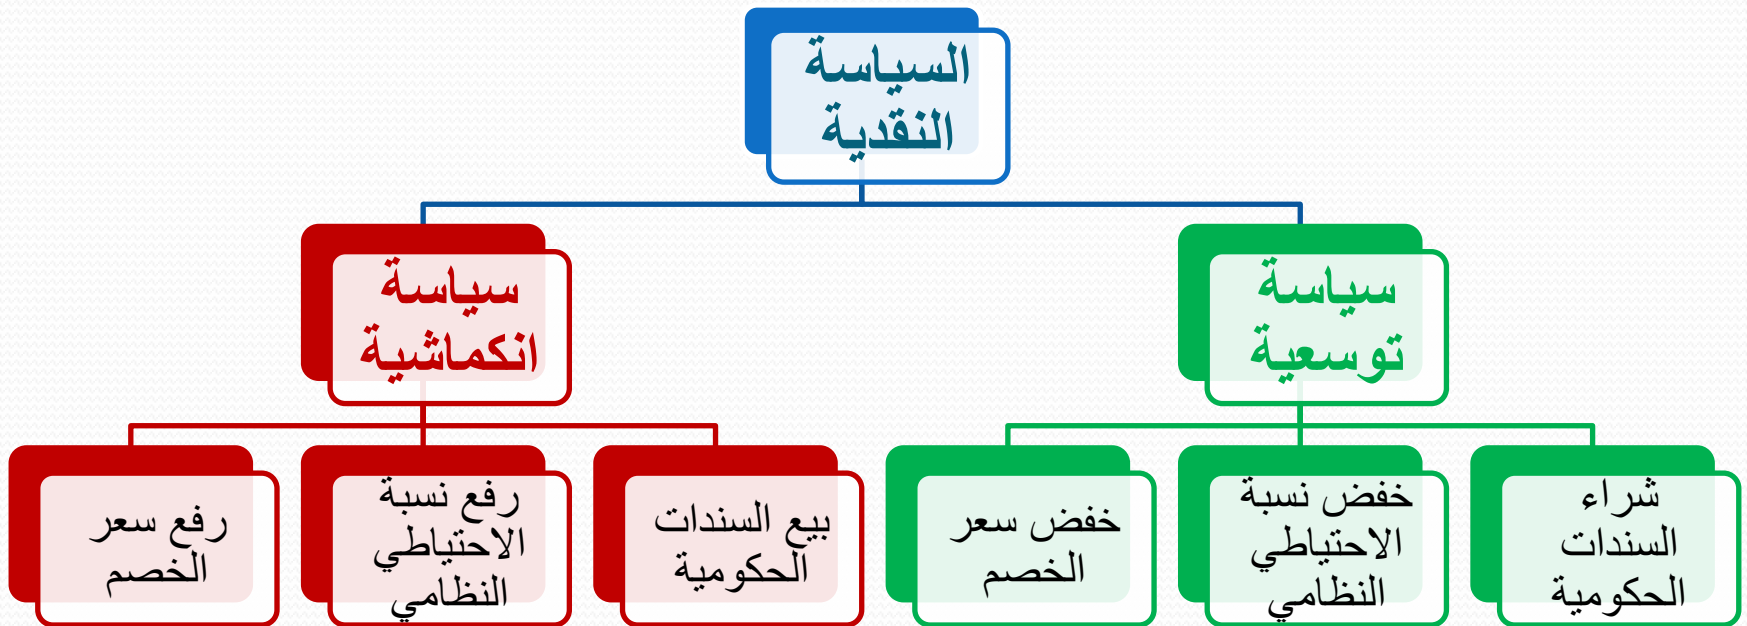 السياسة
النقدية
سياسة
توسعية
سياسة
انكماشية
شراء
السندات
الحكومية
خفض نسبة
الاحتياطي
النظامي
خفض سعر
الخصم
بيع السندات
الحكومية
رفع نسبة
الاحتياطي
النظامي
رفع سعر
الخصم